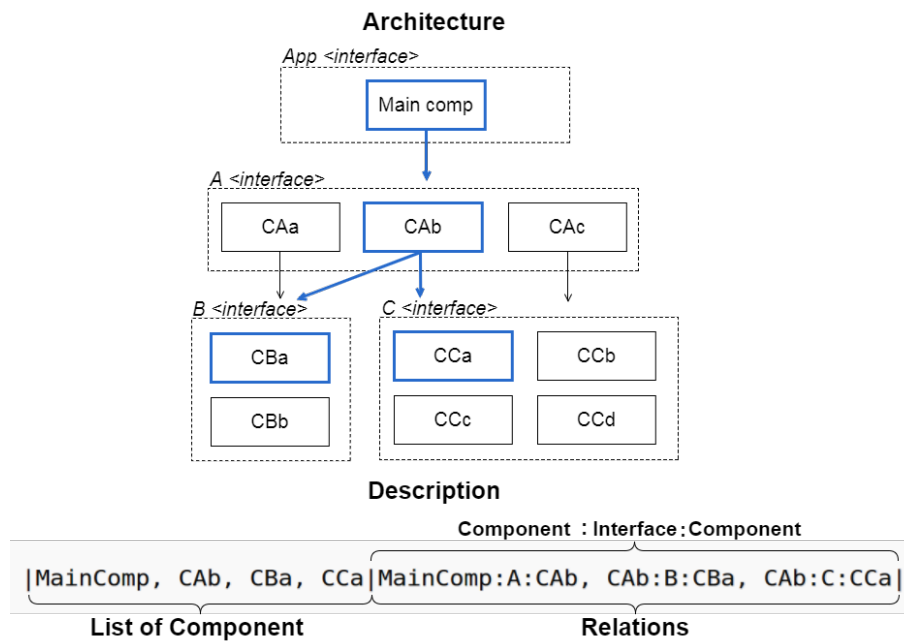 Architecture
App <interface>
Main comp
A <interface>
CAa
CAb
CAc
B <interface>
C <interface>
CBa
CCa
CCb
CBb
CCc
CCd
Description
Component : Interface : Component
|MainComp, CAb, CBa, CCa|MainComp:A:CAb, CAb:B:CBa, CAb:C:CCa|
List of Component
Relations